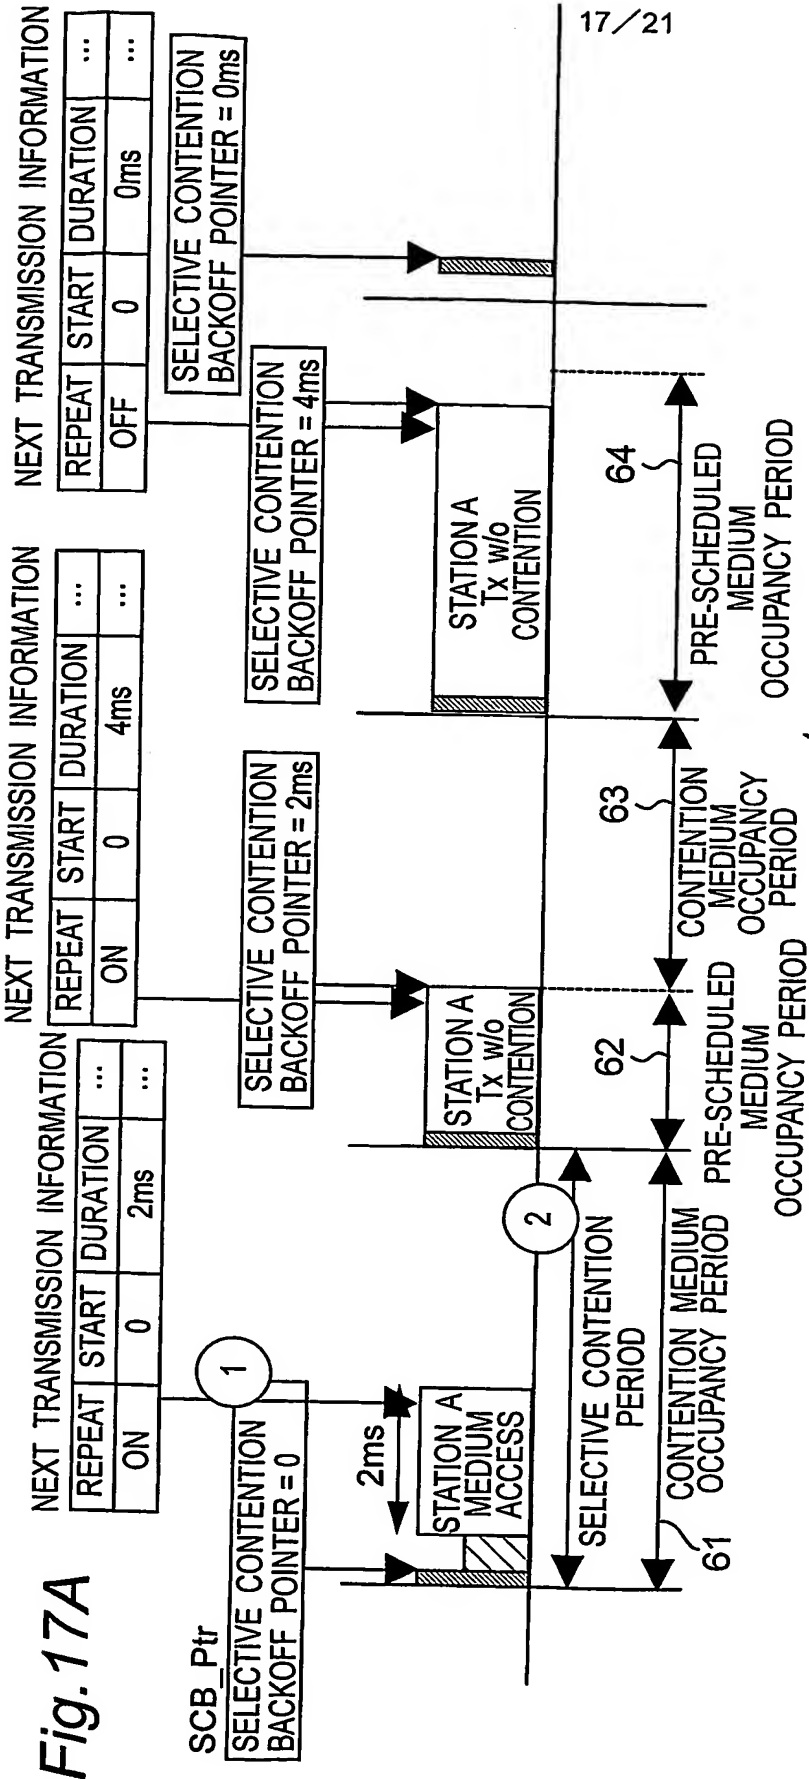 17/21
Fig.17A
NEXT TRANSMISSION INFORMATION
REPEAT START DURATION ...
ON 0 2ms ...
NEXT TRANSMISSION INFORMATION
REPEAT START DURATION ...
ON 0 4ms ...
NEXT TRANSMISSION INFORMATION
REPEAT START DURATION ...
OFF 0 0ms ...
SCB_Ptr
SELECTIVE CONTENTION
BACKOFF POINTER = 0
1
SELECTIVE CONTENTION
BACKOFF POINTER = 2ms
SELECTIVE CONTENTION
BACKOFF POINTER = 4ms
SELECTIVE CONTENTION
BACKOFF POINTER = 0ms
2ms
STATION A
MEDIUM
ACCESS
STATION A
Tx w/o
CONTENTION
STATION A
Tx w/o
CONTENTION
2
SELECTIVE CONTENTION
PERIOD
61
CONTENTION MEDIUM
OCCUPANCY PERIOD
62
PRE-SCHEDULED
MEDIUM
OCCUPANCY PERIOD
63
CONTENTION
MEDIUM
OCCUPANCY
PERIOD
64
PRE-SCHEDULED
MEDIUM
OCCUPANCY PERIOD